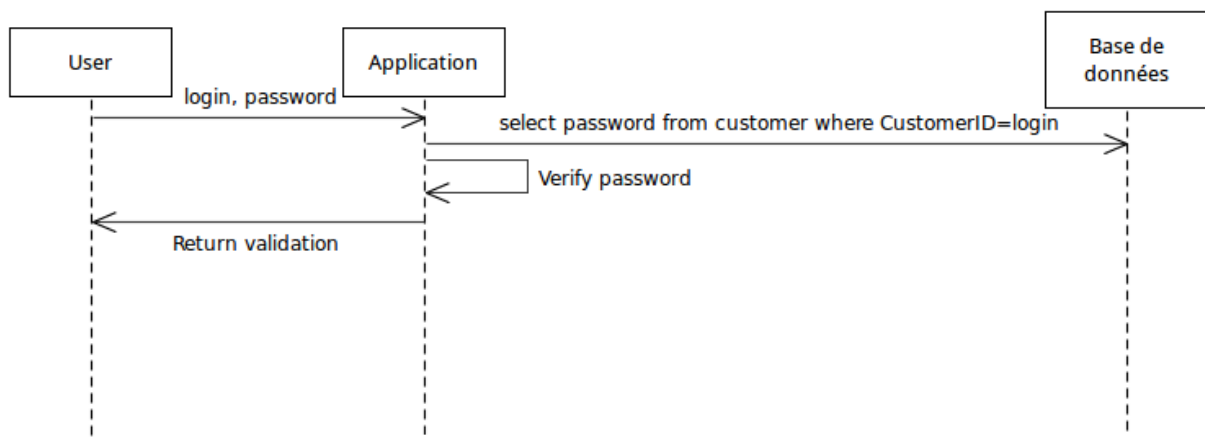 User
Application
Base de
données
login, password
select password from customer where CustomerID=login
Verify password
Return validation